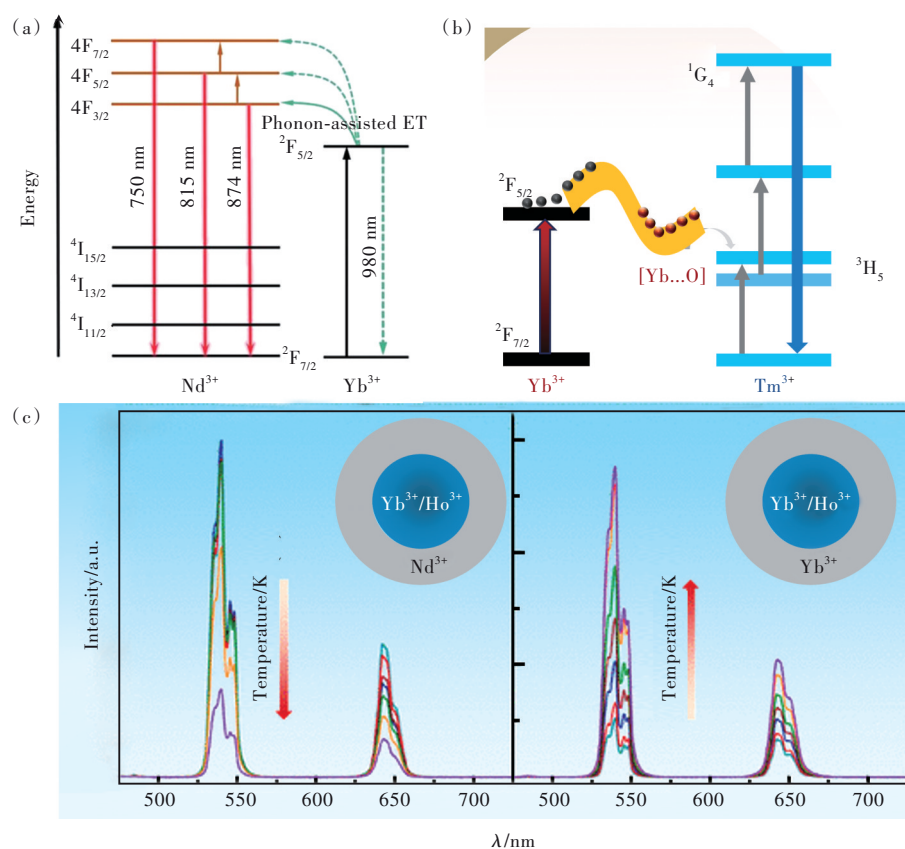 (a)
Energy
4F7/2
4F5/2
4F3/2
Phonon-assisted ET
²F5/2
750 nm
815 nm
874 nm
980 nm
⁴I15/2
⁴I13/2
⁴I11/2
²F7/2
Nd³⁺
Yb³⁺
(b)
¹G4
²F5/2
[Yb...O]
³H5
²F7/2
Yb³⁺
Tm³⁺
(c)
Intensity/a.u.
Yb³⁺/Ho³⁺
Nd³⁺
Temperature/K
Yb³⁺/Ho³⁺
Yb³⁺
Temperature/K
500 550 600 650 700 500 550 600 650 700
λ/nm